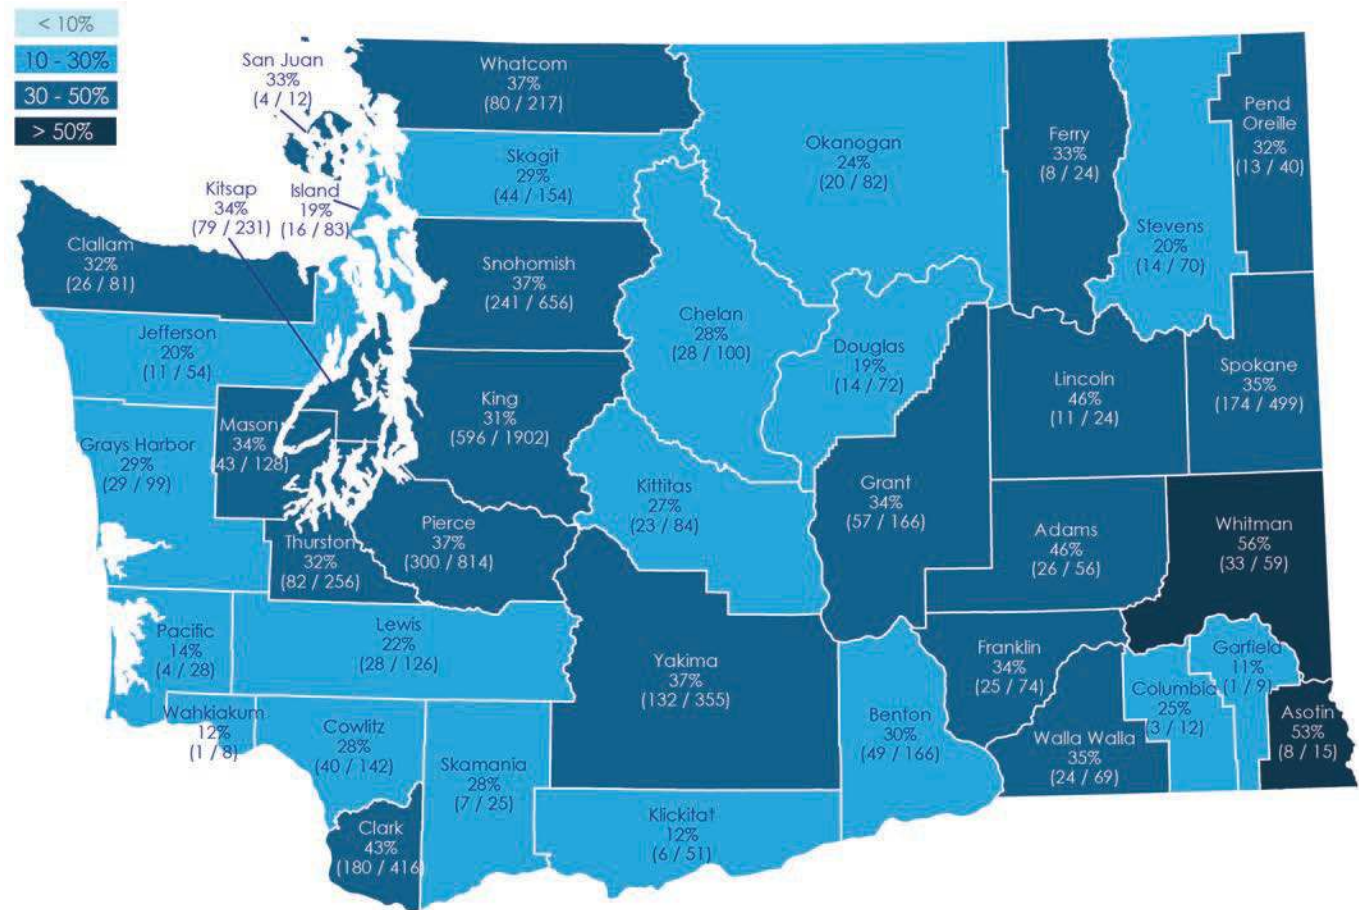 < 10%
10 - 30%
30 - 50%
> 50%
San Juan
33%
(4 / 12)
Whatcom
37%
(80 / 217)
Skagit
29%
(44 / 154)
Okanogan
24%
(20 / 82)
Ferry
33%
(8 / 24)
Pend
Oreille
32%
(13 / 40)
Stevens
20%
(14 / 70)
Kitsap
34%
(79 / 231)
Island
19%
(16 / 83)
Clallam
32%
(26 / 81)
Snohomish
37%
(241 / 656)
Chelan
28%
(28 / 100)
Jefferson
20%
(11 / 54)
Douglas
19%
(14 / 72)
Lincoln
46%
(11 / 24)
Spokane
35%
(174 / 499)
King
31%
(596 / 1902)
Mason
34%
(43 / 128)
Grays Harbor
29%
(29 / 99)
Kittitas
27%
(23 / 84)
Grant
34%
(57 / 166)
Adams
46%
(26 / 56)
Whitman
56%
(33 / 59)
Pierce
37%
(300 / 814)
Thurston
32%
(82 / 256)
Pacific
14%
(4 / 28)
Lewis
22%
(28 / 126)
Yakima
37%
(132 / 355)
Franklin
34%
(25 / 74)
Garfield
11%
(1 / 9)
Columbia
25%
(3 / 12)
Asotin
53%
(8 / 15)
Wahkiakum
12%
(1 / 8)
Cowlitz
28%
(40 / 142)
Skamania
28%
(7 / 25)
Benton
30%
(49 / 166)
Walla Walla
35%
(24 / 69)
Klickitat
12%
(6 / 51)
Clark
43%
(180 / 416)